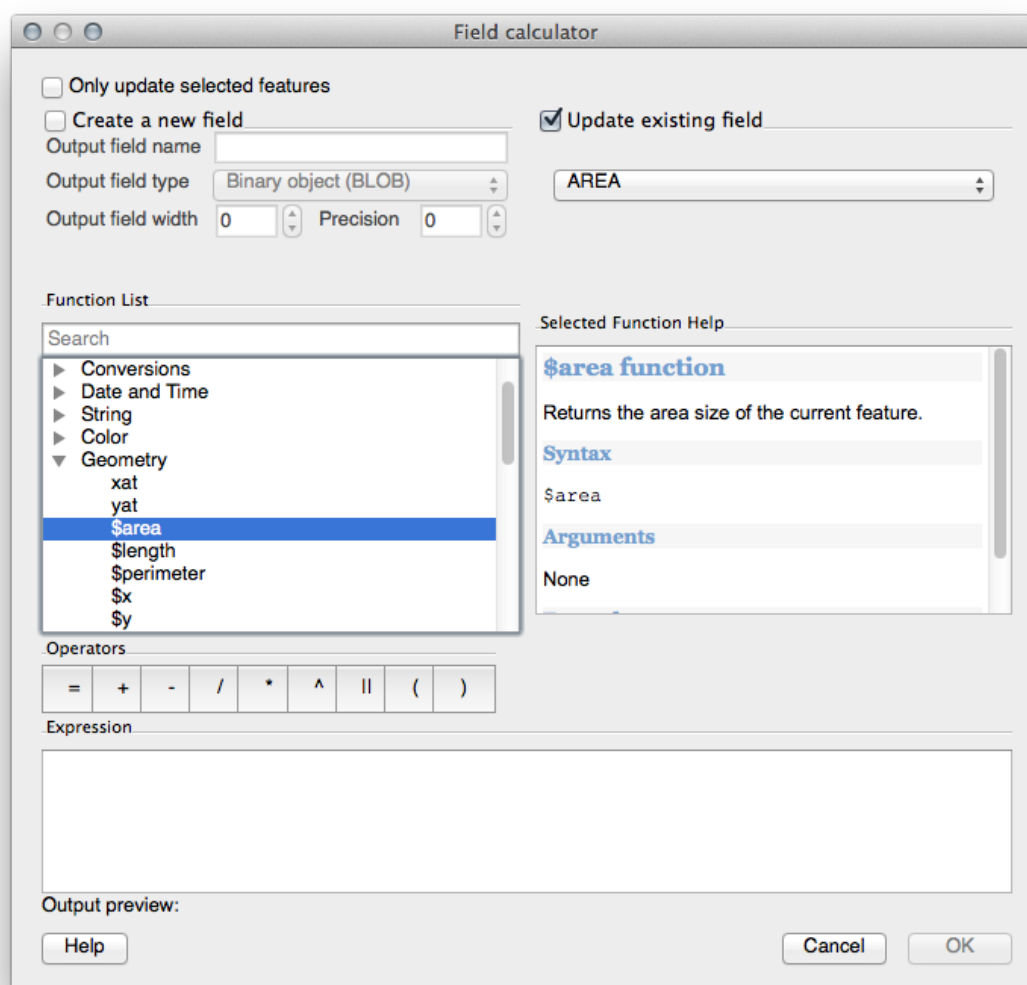 Field calculator
Only update selected features
Create a new field
Update existing field
Output field name
Output field type Binary object (BLOB)
AREA
Output field width 0 Precision 0
Function List
Search
Conversions
Date and Time
String
Color
Geometry
xat
yat
$area
$length
$perimeter
$x
$y
Selected Function Help
$area function
Returns the area size of the current feature.
Syntax
$area
Arguments
None
Operators
= + - / * ^ || ( )
Expression
Output preview:
Help Cancel OK